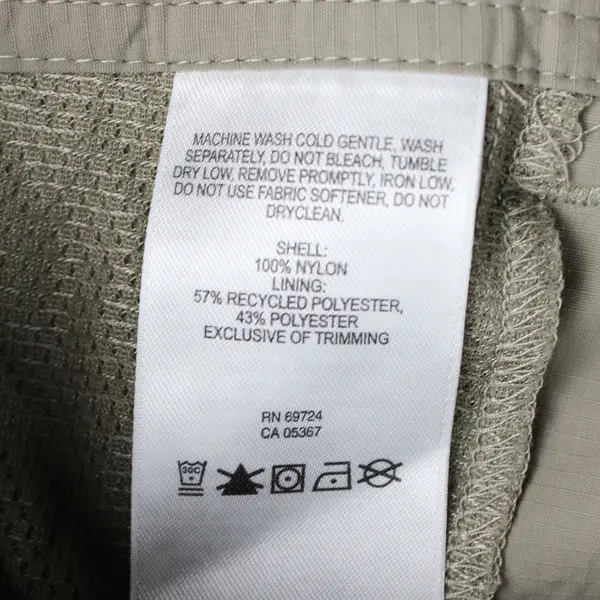 MACHINE WASH COLD GENTLE, WASH
SEPARATELY, DO NOT BLEACH, TUMBLE
DRY LOW, REMOVE PROMPTLY, IRON LOW,
DO NOT USE FABRIC SOFTENER, DO NOT
DRYCLEAN.
SHELL:
100% NYLON
LINING:
57% RECYCLED POLYESTER,
43% POLYESTER
EXCLUSIVE OF TRIMMING
RN 69724
CA 05367
30C